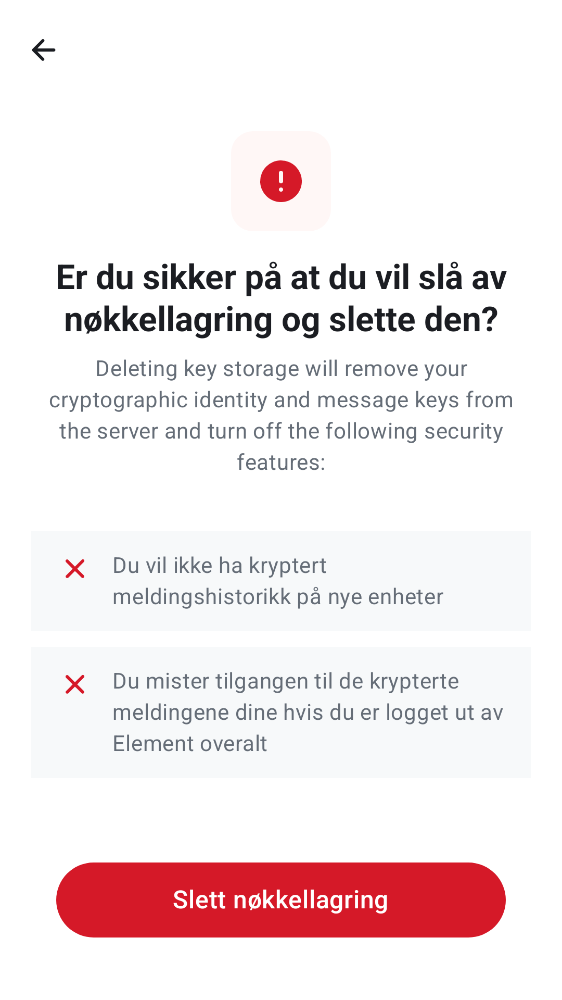 Er du sikker på at du vil slå av
nøkkellagring og slette den?
Deleting key storage will remove your
cryptographic identity and message keys from
the server and turn off the following security
features:
Du vil ikke ha kryptert
meldingshistorikk på nye enheter
Du mister tilgangen til de krypterte
meldingene dine hvis du er logget ut av
Element overalt
Slett nøkkellagring